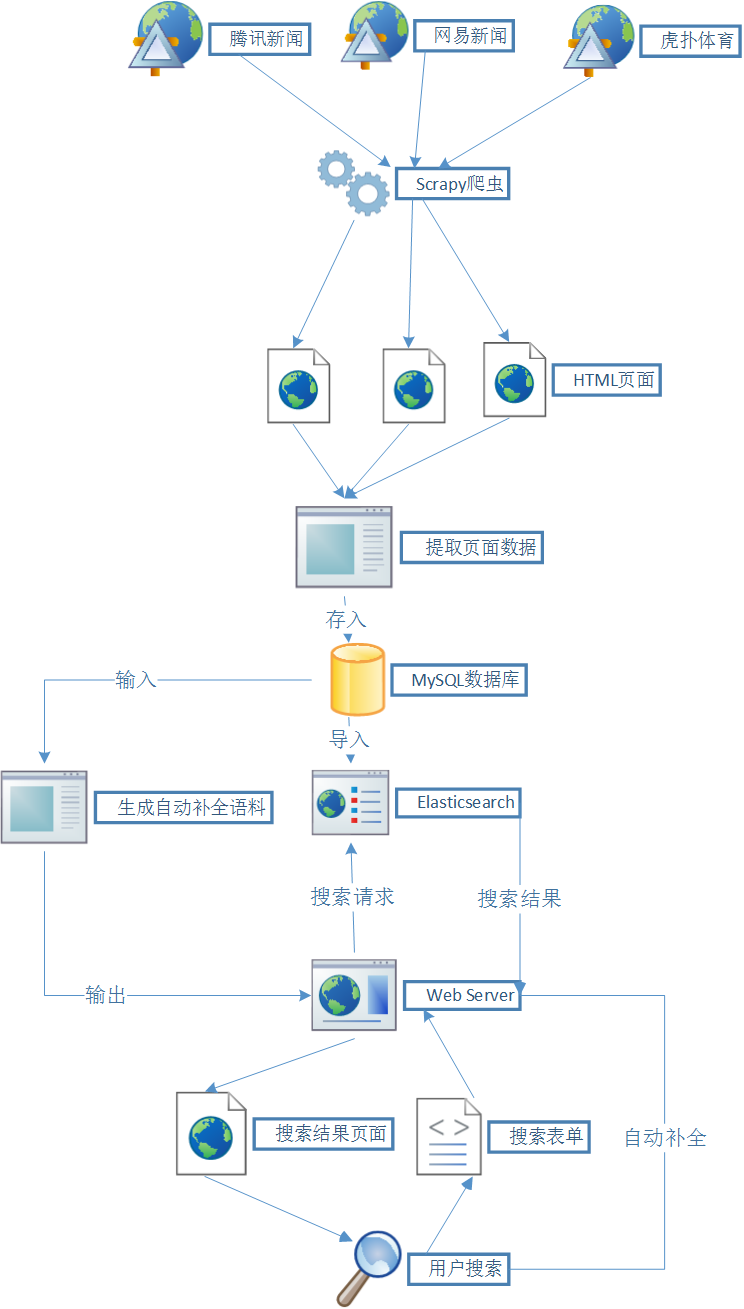 腾讯新闻
网易新闻
虎扑体育
Scrapy爬虫
HTML页面
提取页面数据
存入
输入
MySQL数据库
导入
生成自动补全语料
Elasticsearch
搜索请求
搜索结果
输出
Web Server
搜索结果页面
搜索表单
自动补全
用户搜索